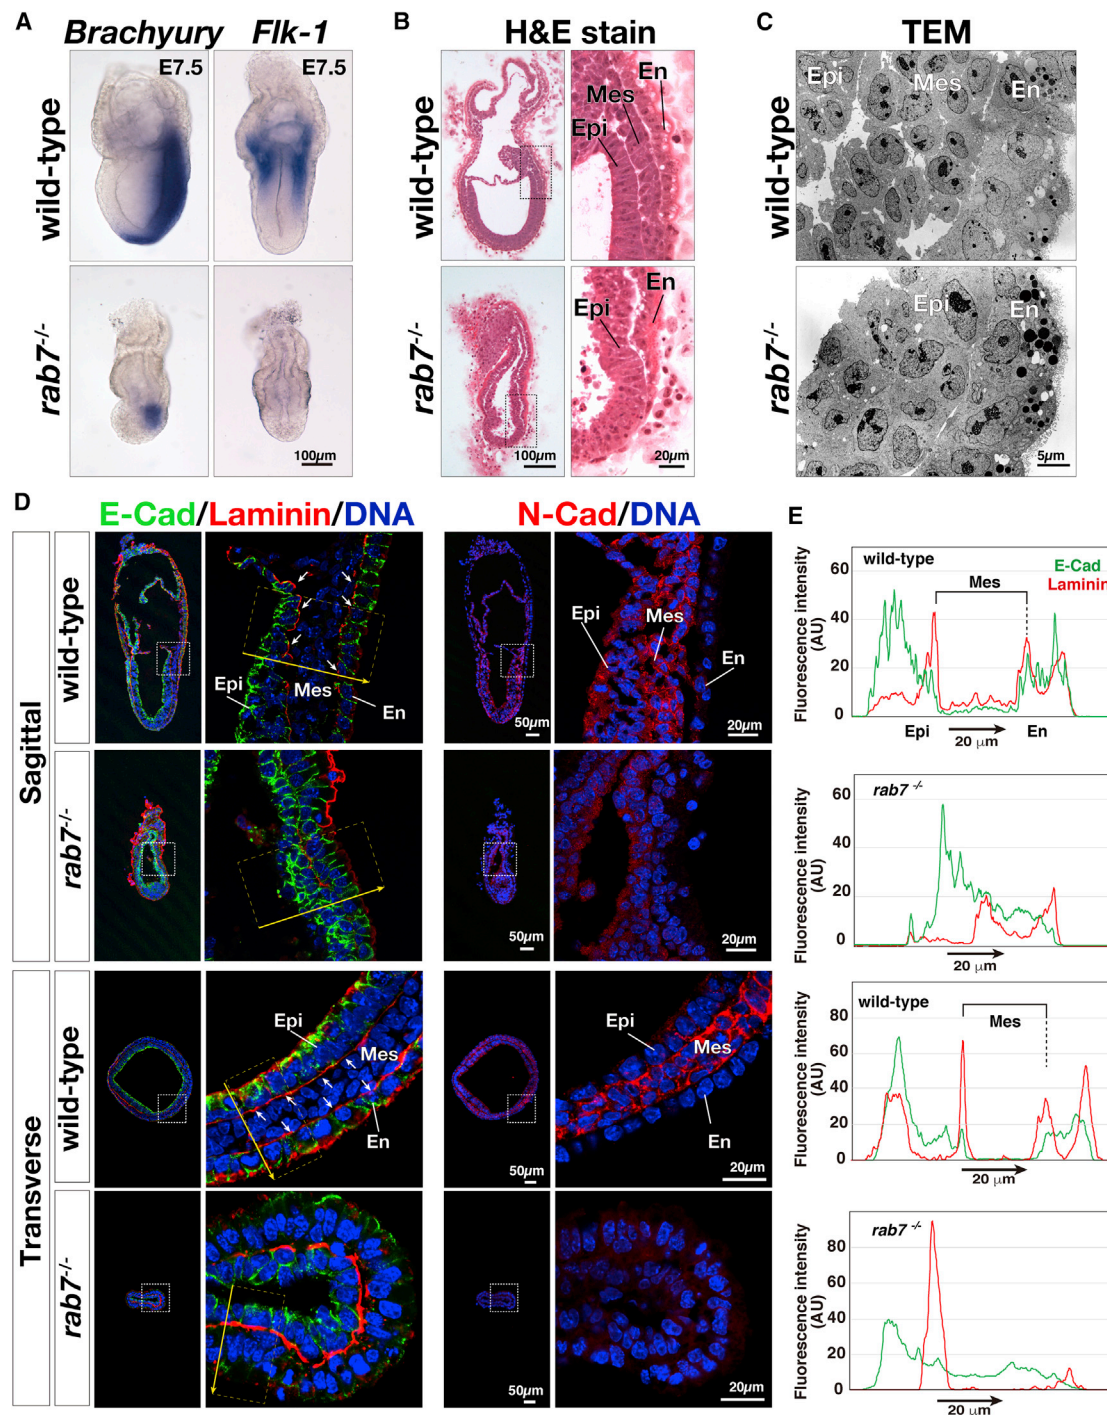 A
Brachyury
Flk-1
E7.5
E7.5
wild-type
rab7-/-
100µm
B
H&E stain
En
Mes
Epi
wild-type
En
Epi
rab7-/-
100µm
20µm
C
TEM
Epi
Mes
En
wild-type
Epi
En
rab7-/-
5µm
D
E-Cad/Laminin/DNA
N-Cad/DNA
Sagittal
wild-type
Epi
Mes
En
Epi
Mes
En
50µm
20µm
rab7-/-
50µm
20µm
Transverse
wild-type
Epi
Mes
En
Epi
Mes
En
50µm
20µm
rab7-/-
50µm
20µm
E
wild-type
E-Cad
Laminin
Mes
Fluorescence intensity
(AU)
60
40
20
0
Epi
En
20 µm
rab7 -/-
Fluorescence intensity
(AU)
60
40
20
0
20 µm
wild-type
Mes
Fluorescence intensity
(AU)
80
60
40
20
0
20 µm
rab7 -/-
Fluorescence intensity
(AU)
80
60
40
20
0
20 µm